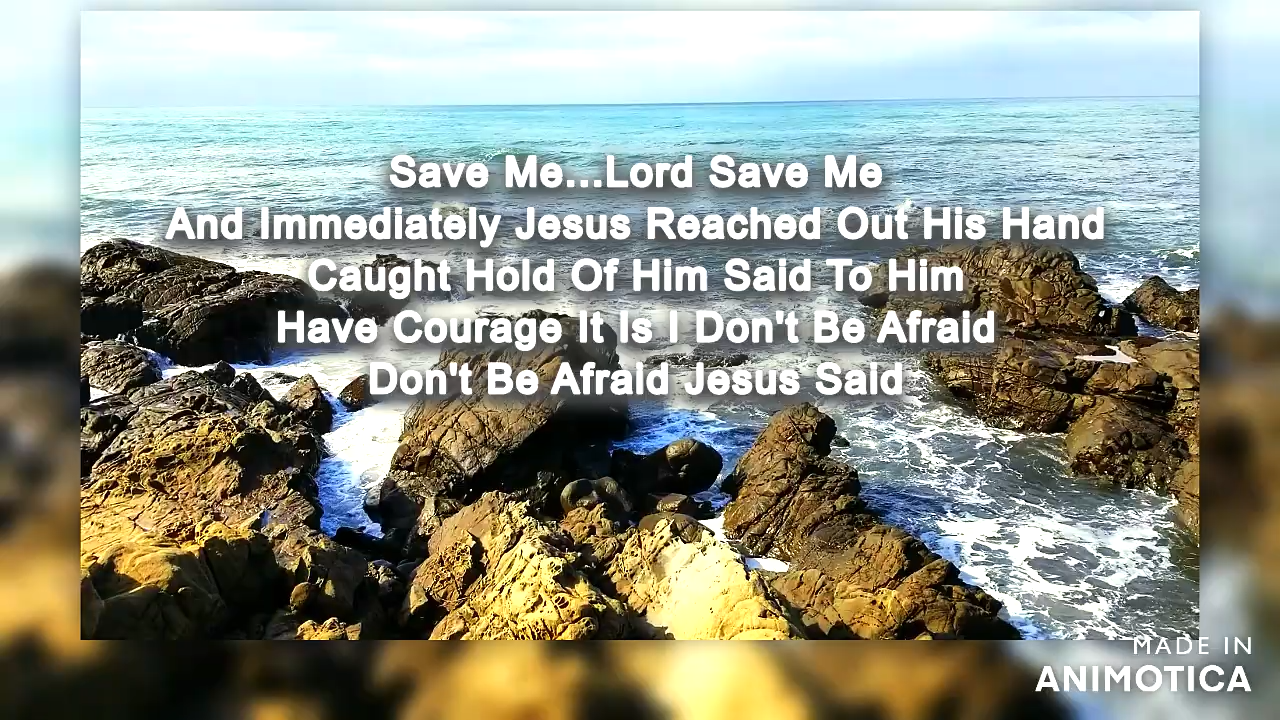 Save Me...Lord Save Me
And Immediately Jesus Reached Out His Hand
Caught Hold Of Him Said To Him
Have Courage It Is I Don't Be Afraid
Don't Be Afraid Jesus Said
MADE IN
ANIMOTICA